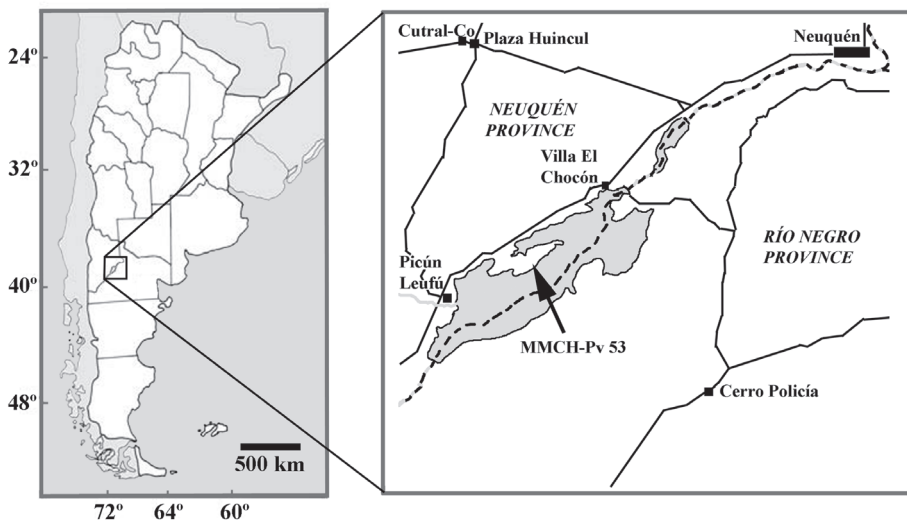 24º
32º
40º
48º
72º
64º
60º
500 km
Cutral-Co
Plaza Huincul
Neuquén
NEUQUÉN
PROVINCE
Villa El
Chocón
RÍO NEGRO
PROVINCE
Picún
Leufú
MMCH-Pv 53
Cerro Policía